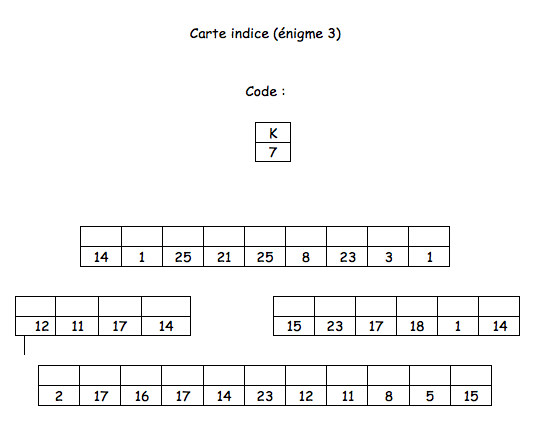 Carte indice (énigme 3)
Code :
K
7
14 1 25 21 25 8 23 3 1
12 11 17 14 15 23 17 18 1 14
2 17 16 17 14 23 12 11 8 5 15